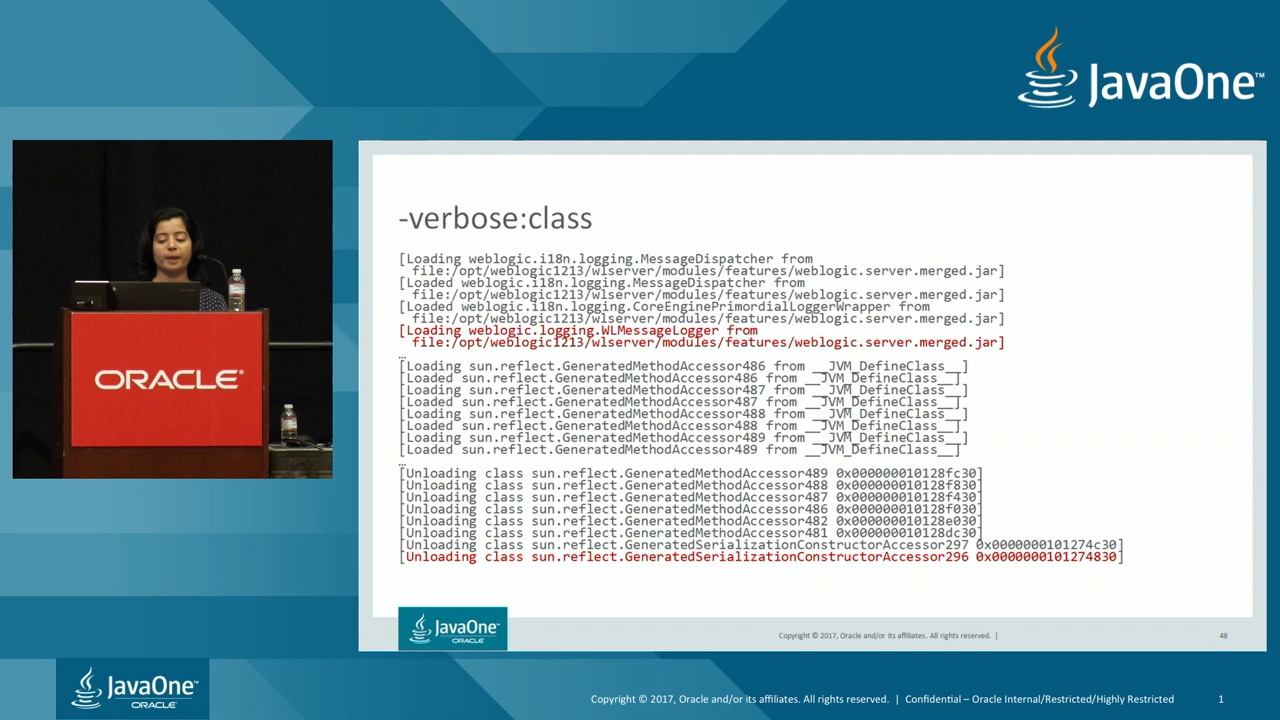 JavaOne™
-verbose:class
[Loading weblogic.i18n.logging.MessageDispatcher from
file:/opt/weblogic1213/wlserver/modules/features/weblogic.server.merged.jar]
[Loaded weblogic.i18n.logging.MessageDispatcher from
file:/opt/weblogic1213/wlserver/modules/features/weblogic.server.merged.jar]
[Loaded weblogic.i18n.logging.CoreEnginePrimordialLoggerWrapper from
file:/opt/weblogic1213/wlserver/modules/features/weblogic.server.merged.jar]
[Loading weblogic.logging.WLMessageLogger from
file:/opt/weblogic1213/wlserver/modules/features/weblogic.server.merged.jar]
…
[Loading sun.reflect.GeneratedMethodAccessor486 from __JVM_DefineClass__]
[Loaded sun.reflect.GeneratedMethodAccessor486 from __JVM_DefineClass__]
[Loading sun.reflect.GeneratedMethodAccessor487 from __JVM_DefineClass__]
[Loaded sun.reflect.GeneratedMethodAccessor487 from __JVM_DefineClass__]
[Loading sun.reflect.GeneratedMethodAccessor488 from __JVM_DefineClass__]
[Loaded sun.reflect.GeneratedMethodAccessor488 from __JVM_DefineClass__]
[Loading sun.reflect.GeneratedMethodAccessor489 from __JVM_DefineClass__]
[Loaded sun.reflect.GeneratedMethodAccessor489 from __JVM_DefineClass__]
…
[Unloading class sun.reflect.GeneratedMethodAccessor489 0x000000010128fc30]
[Unloading class sun.reflect.GeneratedMethodAccessor488 0x000000010128f830]
[Unloading class sun.reflect.GeneratedMethodAccessor487 0x000000010128f430]
[Unloading class sun.reflect.GeneratedMethodAccessor486 0x000000010128f030]
[Unloading class sun.reflect.GeneratedMethodAccessor482 0x000000010128e030]
[Unloading class sun.reflect.GeneratedMethodAccessor481 0x000000010128dc30]
[Unloading class sun.reflect.GeneratedSerializationConstructorAccessor297 0x0000000101274c30]
[Unloading class sun.reflect.GeneratedSerializationConstructorAccessor296 0x0000000101274830]
ORACLE®
JavaOne™
ORACLE®
Copyright © 2017, Oracle and/or its affiliates. All rights reserved. |
48
JavaOne™
ORACLE®
Copyright © 2017, Oracle and/or its affiliates. All rights reserved. | Confidential – Oracle Internal/Restricted/Highly Restricted
1